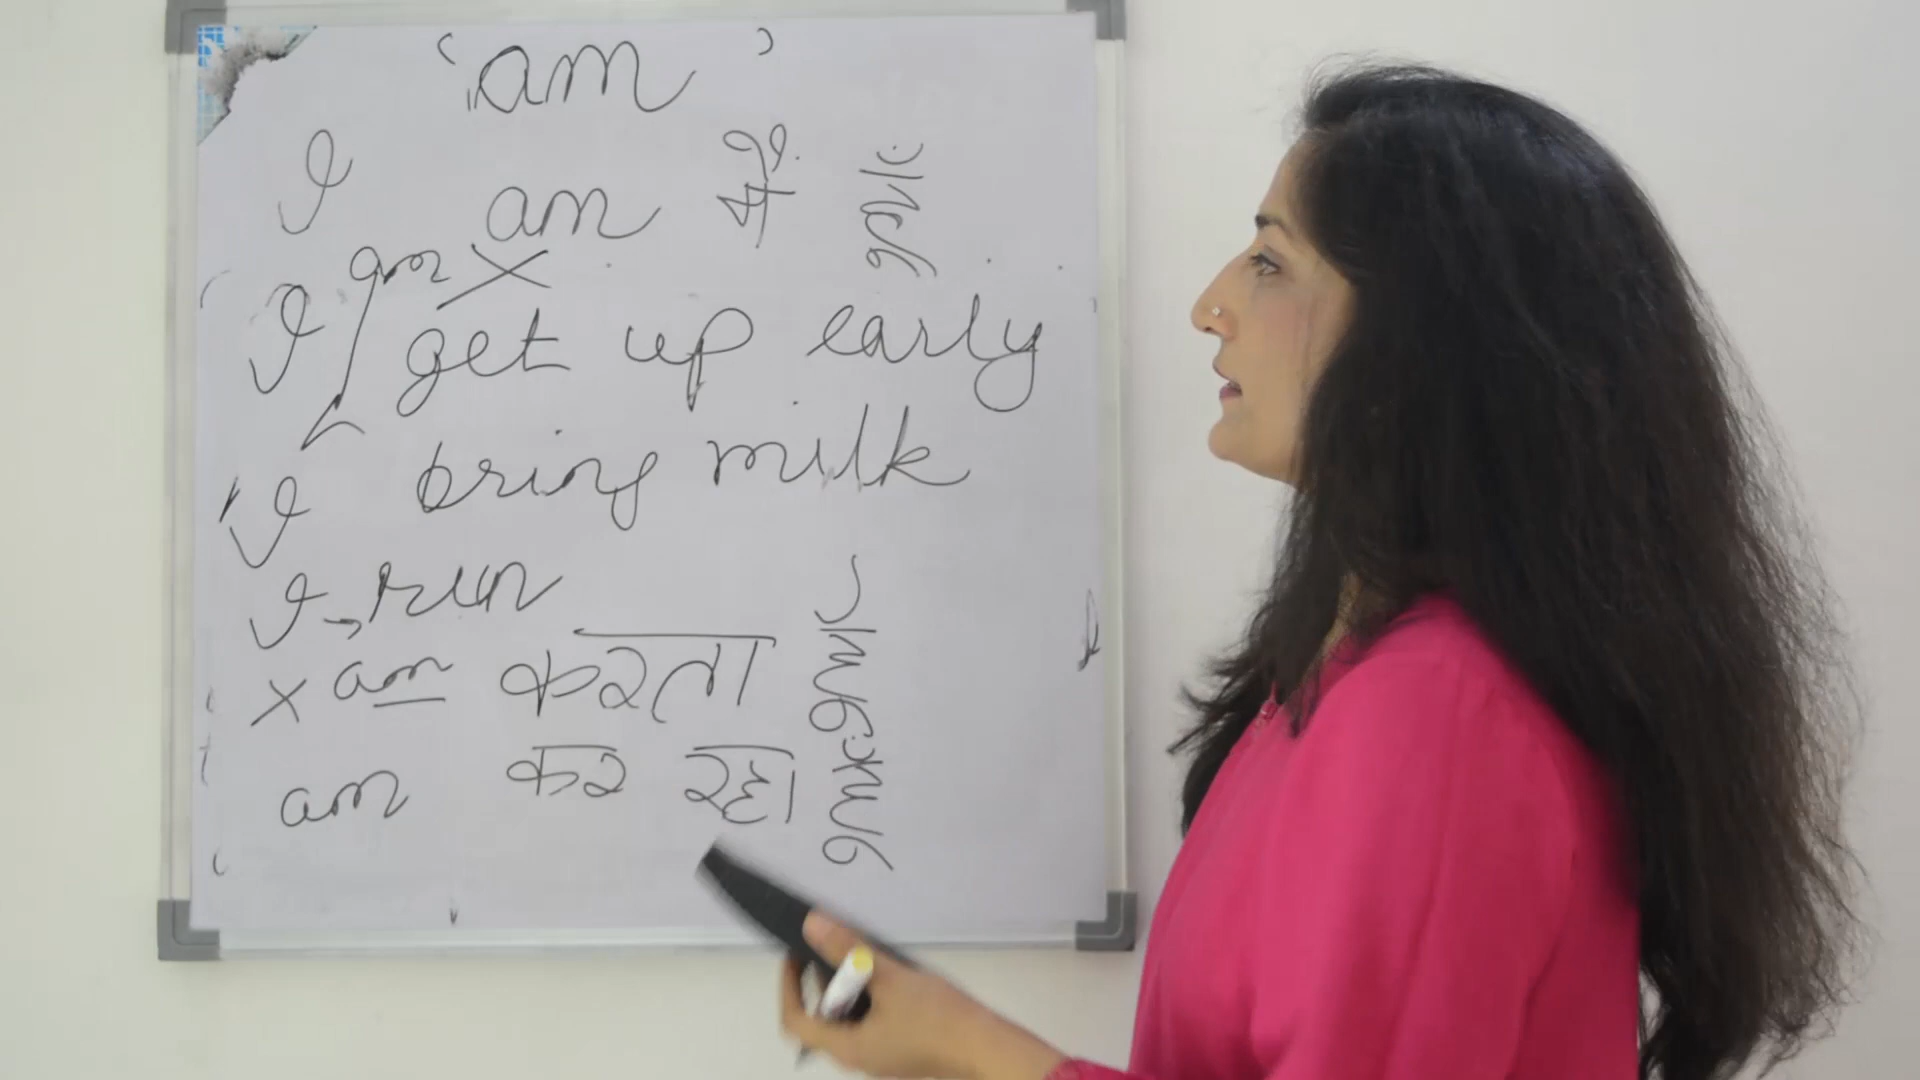 'am'
I am मैं
I am X get up early
I bring milk
I run
X am करता
am कर रहा